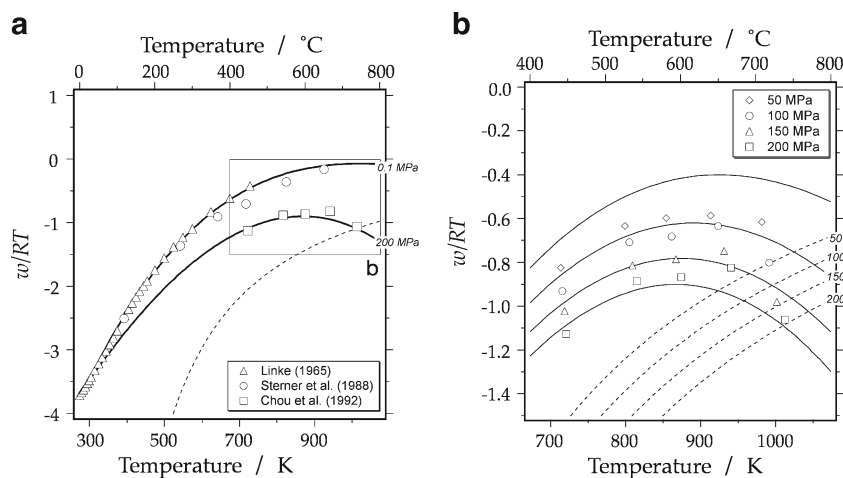 a
Temperature / ˚C
0 200 400 600 800
1
0
-1
-2
-3
-4
w/RT
0.1 MPa
200 MPa
b
Linke (1965)
Sterner et al. (1988)
Chou et al. (1992)
300 500 700 900
Temperature / K
b
Temperature / ˚C
400 500 600 700 800
0.0
-0.2
-0.4
-0.6
-0.8
-1.0
-1.2
-1.4
w/RT
50 MPa
100 MPa
150 MPa
200 MPa
50
100
150
200
700 800 900 1000
Temperature / K